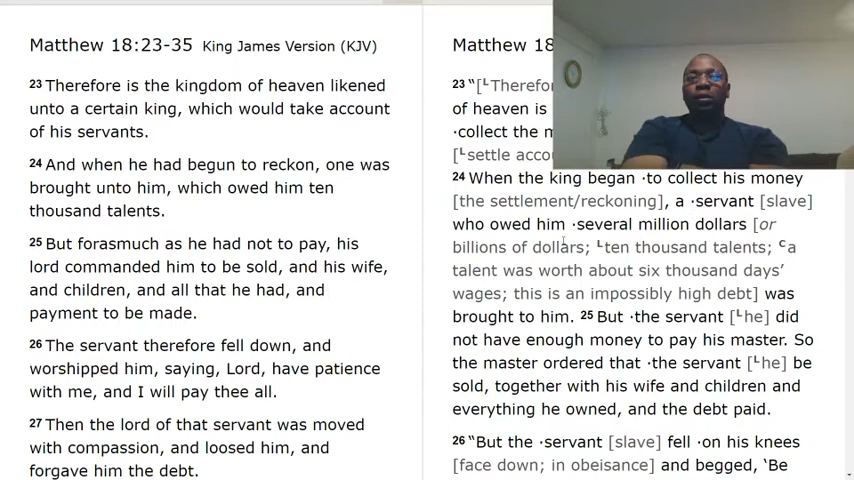 Matthew 18:23-35 King James Version (KJV)
23 Therefore is the kingdom of heaven likened
unto a certain king, which would take account
of his servants.
24 And when he had begun to reckon, one was
brought unto him, which owed him ten
thousand talents.
25 But forasmuch as he had not to pay, his
lord commanded him to be sold, and his wife,
and children, and all that he had, and
payment to be made.
26 The servant therefore fell down, and
worshipped him, saying, Lord, have patience
with me, and I will pay thee all.
27 Then the lord of that servant was moved
with compassion, and loosed him, and
forgave him the debt.
Matthew 18
23 “[ᴸTherefor
of heaven is
·collect the m
[ᴸsettle acco
24 When the king began ·to collect his money
[the settlement/reckoning], a ·servant [slave]
who owed him ·several million dollars [or
billions of dollars; ᴸten thousand talents; ᶜa
talent was worth about six thousand days’
wages; this is an impossibly high debt] was
brought to him. 25 But ·the servant [ᴸhe] did
not have enough money to pay his master. So
the master ordered that ·the servant [ᴸhe] be
sold, together with his wife and children and
everything he owned, and the debt paid.
26 “But the ·servant [slave] fell ·on his knees
[face down; in obeisance] and begged, ‘Be